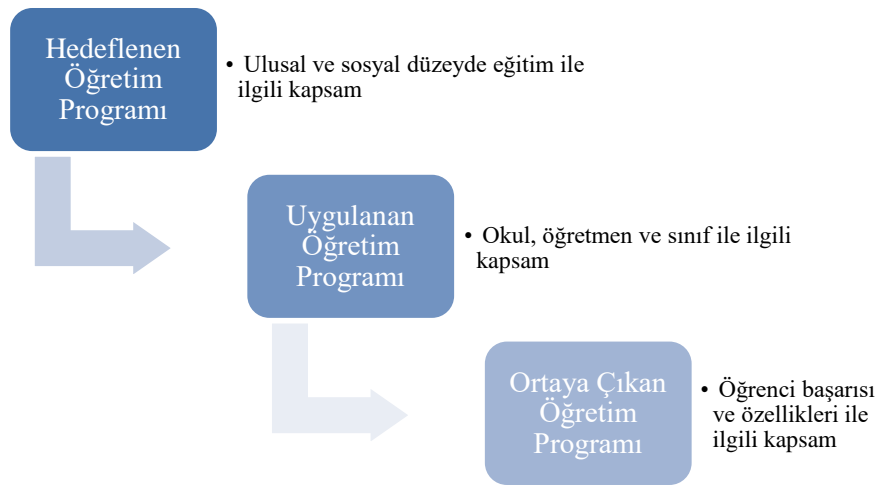 Hedeflenen
Öğretim
Programı
• Ulusal ve sosyal düzeyde eğitim ile
ilgili kapsam
Uygulanan
Öğretim
Programı
• Okul, öğretmen ve sınıf ile ilgili
kapsam
Ortaya Çıkan
Öğretim
Programı
• Öğrenci başarısı
ve özellikleri ile
ilgili kapsam